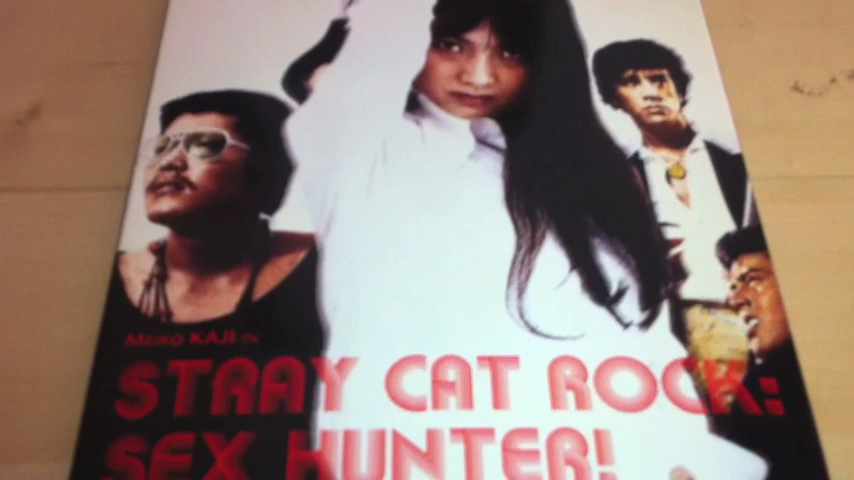 MEIKO KAJI IN
STRAY CAT ROCK:
SEX HUNTER!